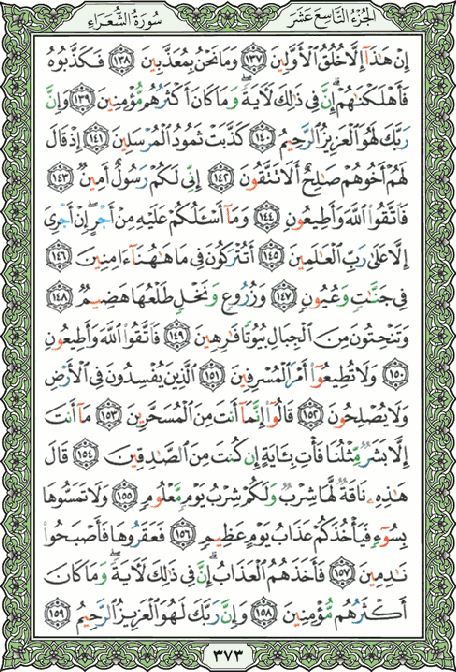 الجزء التاسع عشر
سورة الشعراء
إِنْ هَٰذَآ إِلَّا خُلُقُ ٱلْأَوَّلِينَ ١٣٧ وَمَا نَحْنُ بِمُعَذَّبِينَ ١٣٨ فَكَذَّبُوهُ
فَأَهْلَكْنَٰهُمْ ۗ إِنَّ فِى ذَٰلِكَ لَـَٔايَةً ۖ وَمَا كَانَ أَكْثَرُهُم مُّؤْمِنِينَ ١٣٩ وَإِنَّ
رَبَّكَ لَهُوَ ٱلْعَزِيزُ ٱلرَّحِيمُ ١٤٠ كَذَّبَتْ ثَمُودُ ٱلْمُرْسَلِينَ ١٤١ إِذْ قَالَ
لَهُمْ أَخُوهُمْ صَٰلِحٌ أَلَا تَتَّقُونَ ١٤٢ إِنِّى لَكُمْ رَسُولٌ أَمِينٌ ١٤٣
فَٱتَّقُوا۟ ٱللَّهَ وَأَطِيعُونِ ١٤٤ وَمَآ أَسْـَٔلُكُمْ عَلَيْهِ مِنْ أَجْرٍ ۖ إِنْ أَجْرِىَ
إِلَّا عَلَىٰ رَبِّ ٱلْعَٰلَمِينَ ١٤٥ أَتُتْرَكُونَ فِى مَا هَٰهُنَآ ءَامِنِينَ ١٤٦
فِى جَنَّٰتٍ وَعُيُونٍ ١٤٧ وَزُرُوعٍ وَنَخْلٍ طَلْعُهَا هَضِيمٌ ١٤٨
وَتَنْحِتُونَ مِنَ ٱلْجِبَالِ بُيُوتًا فَٰرِهِينَ ١٤٩ فَٱتَّقُوا۟ ٱللَّهَ وَأَطِيعُونِ
١٥٠ وَلَا تُطِيعُوٓا۟ أَمْرَ ٱلْمُسْرِفِينَ ١٥١ ٱلَّذِينَ يُفْسِدُونَ فِى ٱلْأَرْضِ
وَلَا يُصْلِحُونَ ١٥٢ قَالُوٓا۟ إِنَّمَآ أَنتَ مِنَ ٱلْمُسَحَّرِينَ ١٥٣ مَآ أَنتَ
إِلَّا بَشَرٌ مِّثْلُنَا فَأْتِ بِـَٔايَةٍ إِن كُنتَ مِنَ ٱلصَّٰدِقِينَ ١٥٤ قَالَ
هَٰذِهِۦ نَاقَةٌ لَّهَا شِرْبٌ وَلَكُمْ شِرْبُ يَوْمٍ مَّعْلُومٍ ١٥٥ وَلَا تَمَسُّوهَا
بِسُوٓءٍ فَيَأْخُذَكُمْ عَذَابُ يَوْمٍ عَظِيمٍ ١٥٦ فَعَقَرُوهَا فَأَصْبَحُوا۟
نَٰدِمِينَ ١٥٧ فَأَخَذَهُمُ ٱلْعَذَابُ ۗ إِنَّ فِى ذَٰلِكَ لَـَٔايَةً ۖ وَمَا كَانَ
أَكْثَرُهُم مُّؤْمِنِينَ ١٥٨ وَإِنَّ رَبَّكَ لَهُوَ ٱلْعَزِيزُ ٱلرَّحِيمُ ١٥٩
٣٧٣